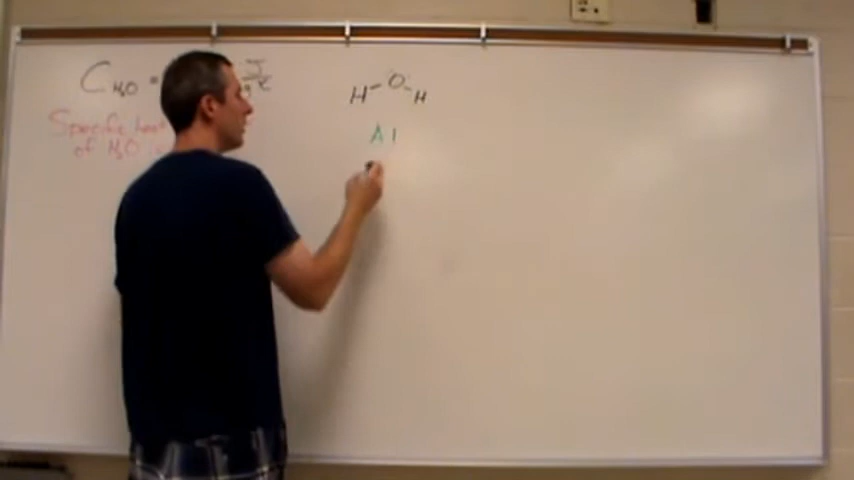 C H₂O = J
g°C
Specific heat
of H₂O
H - O - H
Al